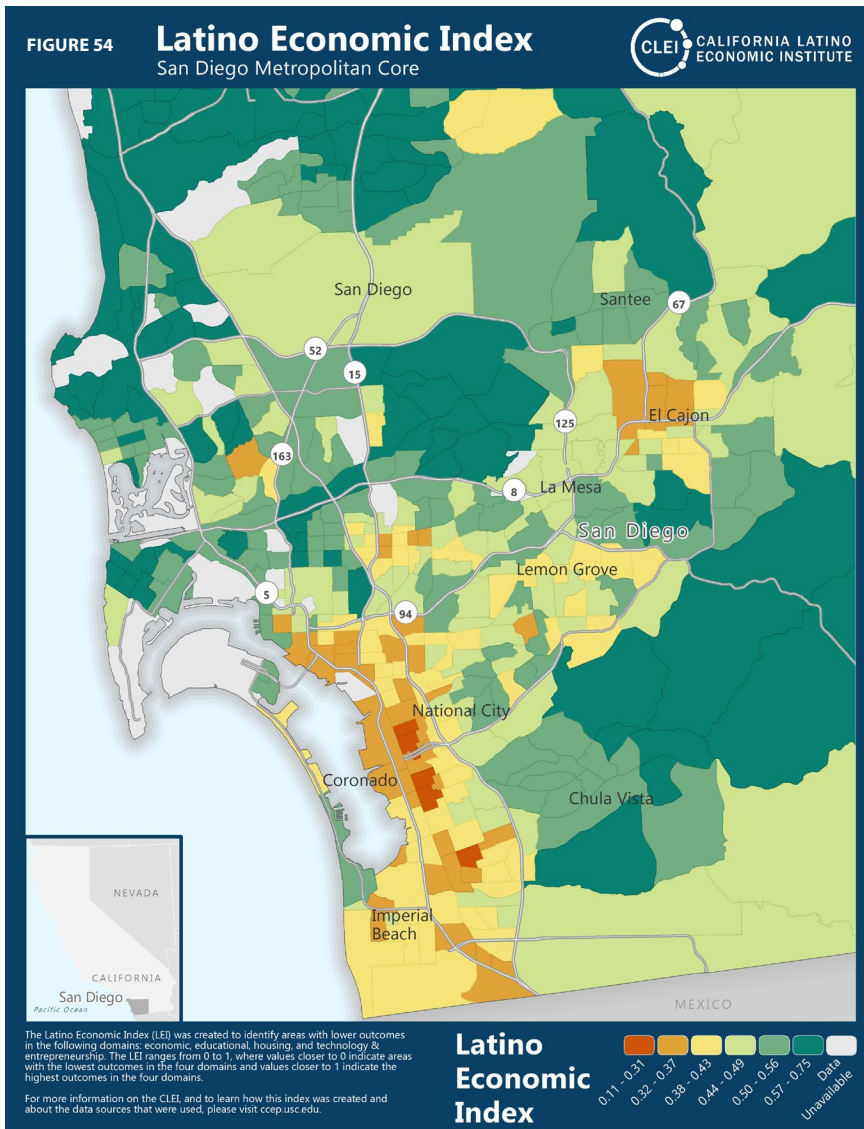 FIGURE 54
Latino Economic Index
San Diego Metropolitan Core
CLEI
CALIFORNIA LATINO
ECONOMIC INSTITUTE
San Diego
Santee
67
52
15
El Cajon
125
163
La Mesa
8
San Diego
Lemon Grove
5
94
National City
Coronado
Chula Vista
Imperial
Beach
MEXICO
NEVADA
CALIFORNIA
San Diego
Pacific Ocean
The Latino Economic Index (LEI) was created to identify areas with lower outcomes
in the following domains: economic, educational, housing, and technology &
entrepreneurship. The LEI ranges from 0 to 1, where values closer to 0 indicate areas
with the lowest outcomes in the four domains and values closer to 1 indicate the
highest outcomes in the four domains.
For more information on the CLEI, and to learn how this index was created and
about the data sources that were used, please visit ccep.usc.edu.
Latino
Economic
Index
0.11 - 0.31
0.32 - 0.37
0.38 - 0.43
0.44 - 0.49
0.50 - 0.56
0.57 - 0.75
Data
Unavailable